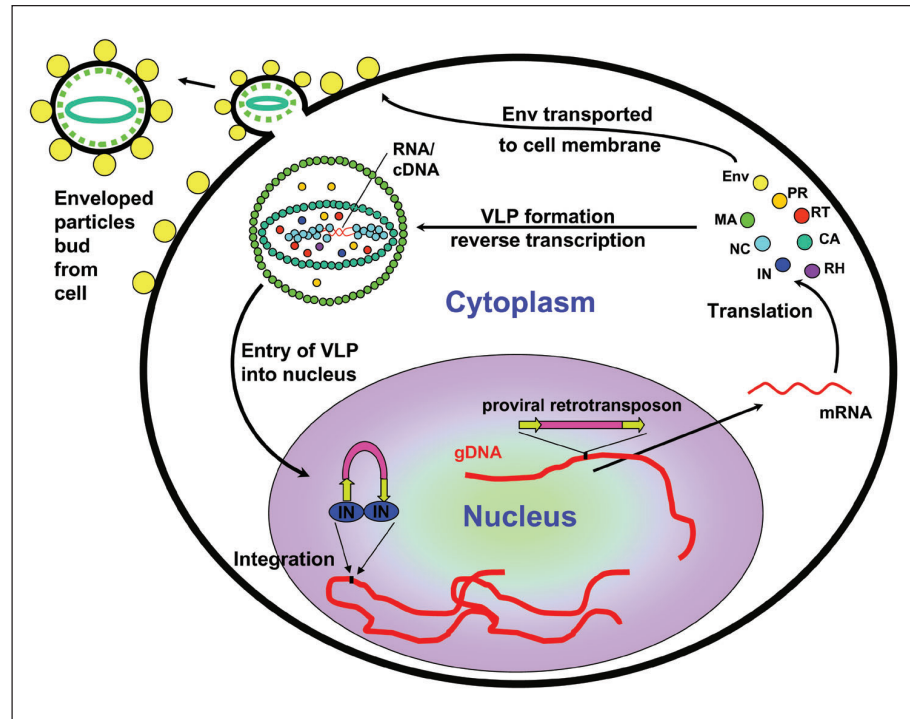 Env transported
to cell membrane
RNA/
cDNA
Env
PR
MA
RT
NC
CA
IN
RH
Enveloped
particles
bud
from
cell
VLP formation
reverse transcription
Cytoplasm
Translation
Entry of VLP
into nucleus
mRNA
proviral retrotransposon
gDNA
IN
IN
Nucleus
Integration